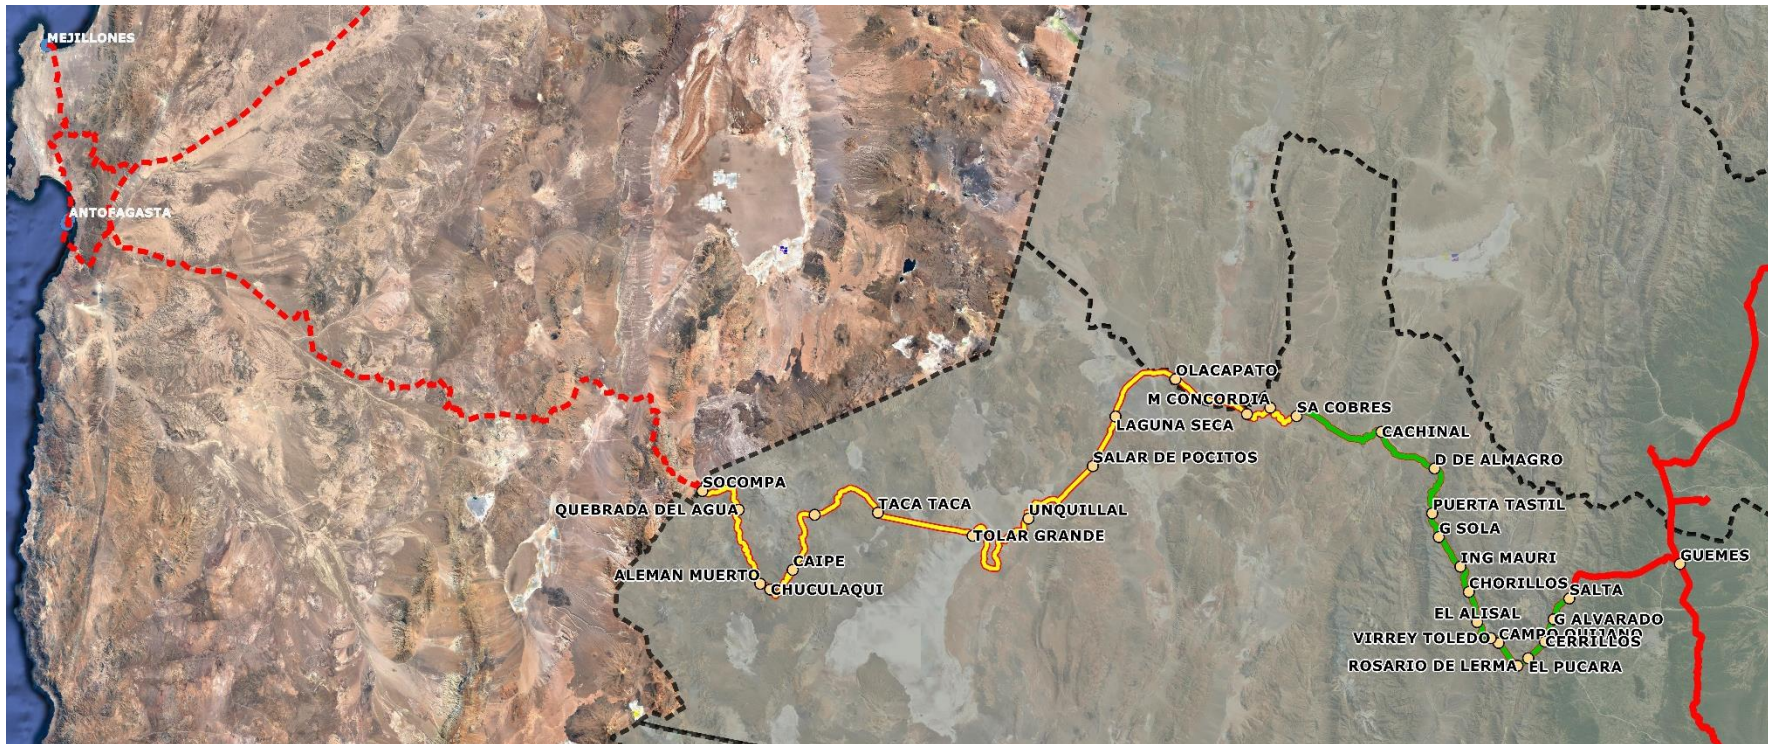 MEJILLONES
ANTOFAGASTA
OLACAPATO
M CONCORDIA
SA COBRES
LAGUNA SECA
CACHINAL
SALAR DE POCITOS
D DE ALMAGRO
SOCOMPA
QUEBRADA DEL AGUA
TACA TACA
UNQUILLAL
PUERTA TASTIL
TOLAR GRANDE
G SOLA
CAIPE
ING MAURI
GUEMES
ALEMAN MUERTO
CHUCULAQUI
CHORILLOS
SALTA
EL ALISAL
G ALVARADO
VIRREY TOLEDO
CAMPO QUIJANO
CERRILLOS
ROSARIO DE LERMA
EL PUCARA